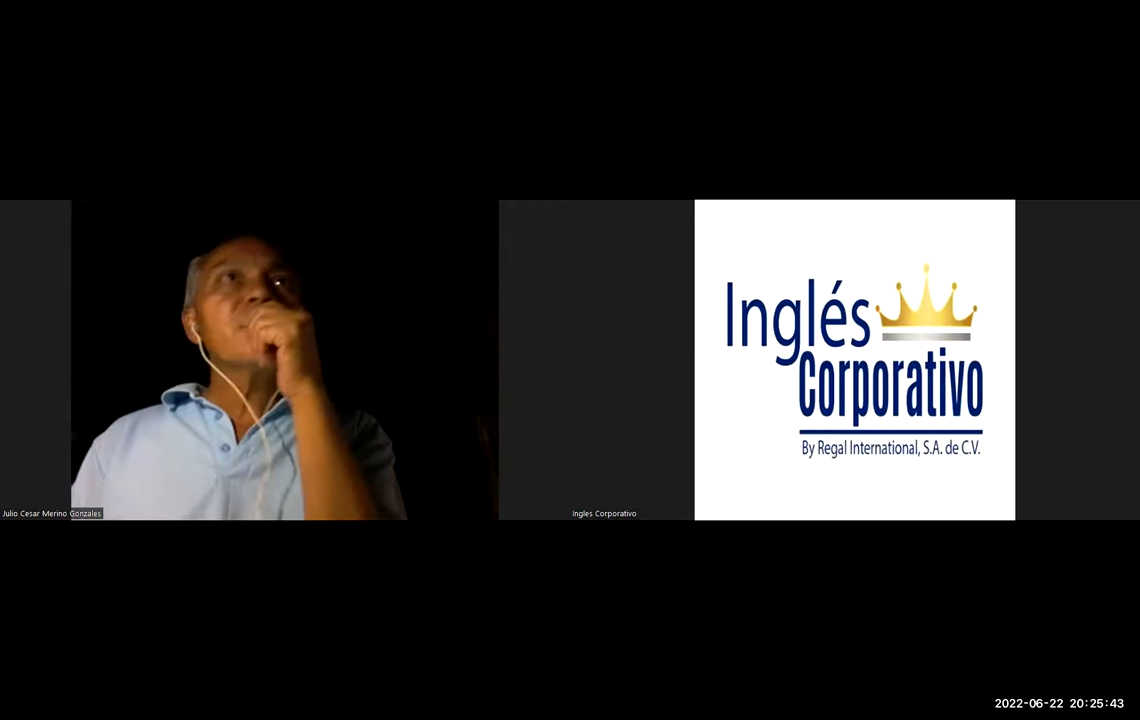 Inglés
Corporativo
By Regal International, S.A. de C.V.
Julio Cesar Merino Gonzales
Ingles Corporativo
2022-06-22 20:25:43